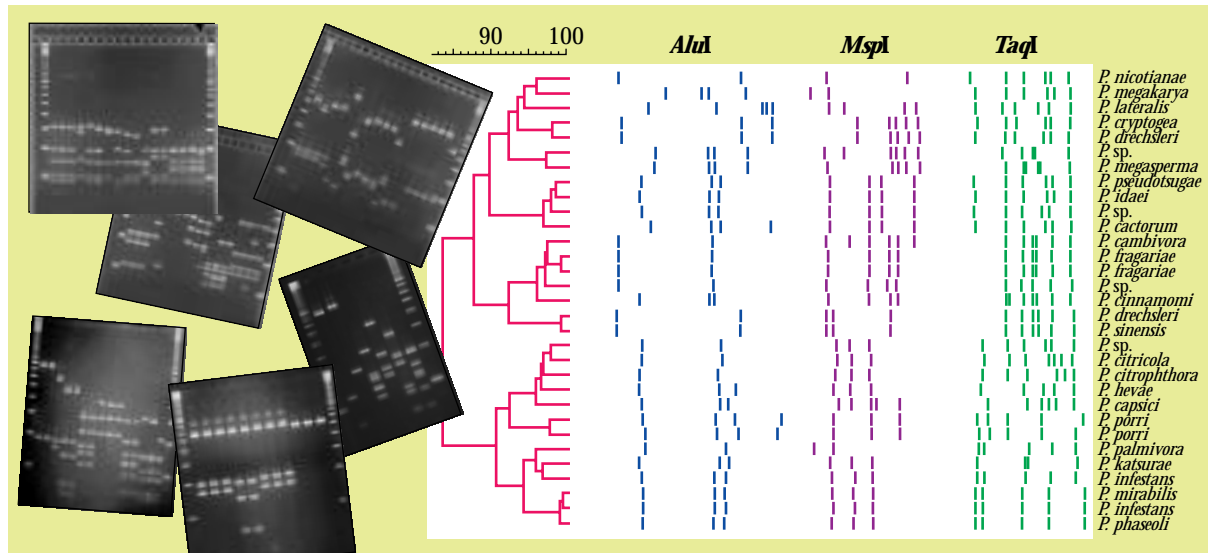 90 100 AluI MspI TaqI
P. nicotianae
P. megakarya
P. lateralis
P. cryptogea
P. drechsleri
P. sp.
P. megasperma
P. pseudotsugae
P. idaei
P. sp.
P. cactorum
P. cambivora
P. fragariae
P. fragariae
P. sp.
P. cinnamomi
P. drechsleri
P. sinensis
P. sp.
P. citricola
P. citrophthora
P. hevae
P. capsici
P. porri
P. porri
P. palmivora
P. katsurae
P. infestans
P. mirabilis
P. infestans
P. phaseoli